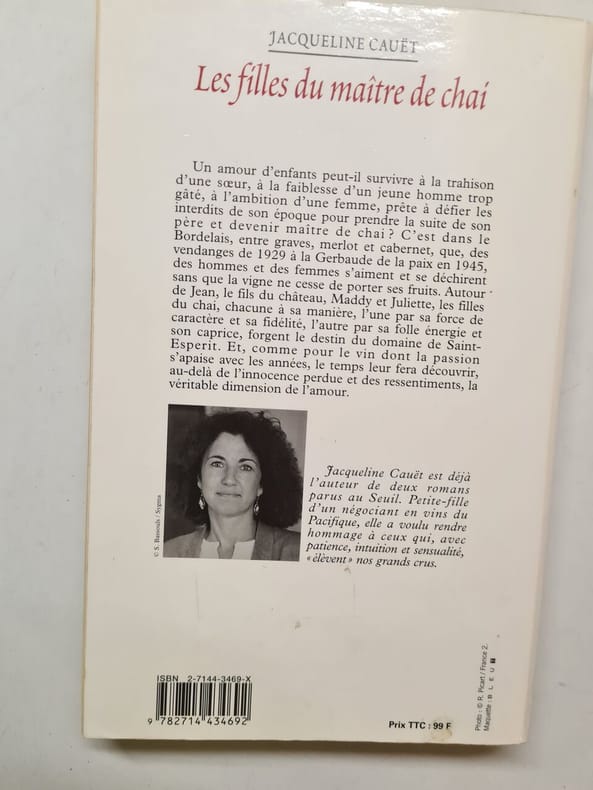 JACQUELINE CAUËT
Les filles du maître de chai
Un amour d'enfants peut-il survivre à la trahison
d'une sœur, à la faiblesse d'un jeune homme trop
gâté, à l'ambition d'une femme, prête à défier les
interdits de son époque pour prendre la suite de son
père et devenir maître de chai ? C'est dans le
Bordelais, entre graves, merlot et cabernet, que, des
vendanges de 1929 à la Gerbaude de la paix en 1945,
des hommes et des femmes s'aiment et se déchirent
sans que la vigne ne cesse de porter ses fruits. Autour
de Jean, le fils du château, Maddy et Juliette, les filles
du chai, chacune à sa manière, l'une par sa force de
caractère et sa fidélité, l'autre par sa folle énergie et
son caprice, forgent le destin du domaine de Saint-
Esprit. Et, comme pour le vin dont la passion
s'apaise avec les années, le temps leur fera découvrir,
au-delà de l'innocence perdue et des ressentiments, la
véritable dimension de l'amour.
© S. Bassouls / Sygma
Jacqueline Cauët est déjà
l'auteur de deux romans
parus au Seuil. Petite-fille
d'un négociant en vins du
Pacifique, elle a voulu rendre
hommage à ceux qui, avec
patience, intuition et sensualité,
« élèvent » nos grands crus.
ISBN 2-7144-3469-X
9 782714 434692
Prix TTC : 99 F
Photo : © R. Picart / France 2.
Maquette : B L E U T